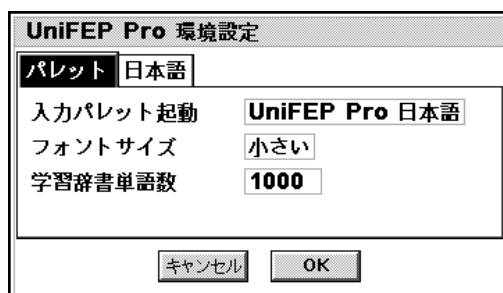 UniFEP Pro 環境設定
パレット 日本語
入力パレット起動 UniFEP Pro 日本語
フォントサイズ 小さい
学習辞書単語数 1000
キャンセル OK